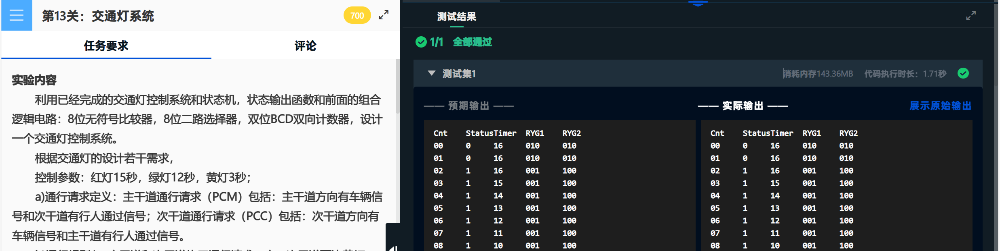 第13关：交通灯系统
700
任务要求
评论
实验内容
利用已经完成的交通灯控制系统和状态机，状态输出函数和前面的组合
逻辑电路：8位无符号比较器，8位二路选择器，双位BCD双向计数器，设计
一个交通灯控制系统。
根据交通灯的设计若干需求，
控制参数：红灯15秒，绿灯12秒，黄灯3秒；
a)通行请求定义：主干道通行请求（PCM）包括：主干道方向有车辆信
号和次干道有行人通过信号；次干道通行请求（PCC）包括：次干道方向有
车辆信号和主干道有行人通过信号。
测试结果
1/1 全部通过
测试集1
消耗内存143.36MB 代码执行时长：1.71秒
—— 预期输出 ——
Cnt StatusTimer RYG1 RYG2
00 0 16 010 010
01 0 16 010 010
02 1 16 001 100
03 1 15 001 100
04 1 14 001 100
05 1 13 001 100
06 1 12 001 100
07 1 11 001 100
08 1 10 001 100
—— 实际输出 ——
展示原始输出
Cnt StatusTimer RYG1 RYG2
00 0 16 010 010
01 0 16 010 010
02 1 16 001 100
03 1 15 001 100
04 1 14 001 100
05 1 13 001 100
06 1 12 001 100
07 1 11 001 100
08 1 10 001 100